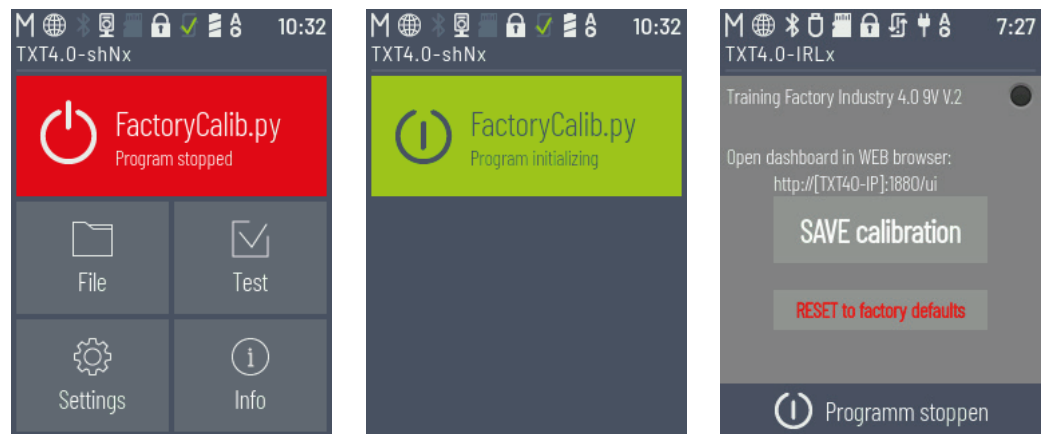 M 10:32
TXT4.0-shNx
FactoryCalib.py
Program stopped
File
Test
Settings
Info
M 10:32
TXT4.0-shNx
FactoryCalib.py
Program initializing
M 7:27
TXT4.0-IRLx
Training Factory Industry 4.0 9V V.2
Open dashboard in WEB browser:
http://[TXT40-IP]:1880/ui
SAVE calibration
RESET to factory defaults
Programm stoppen